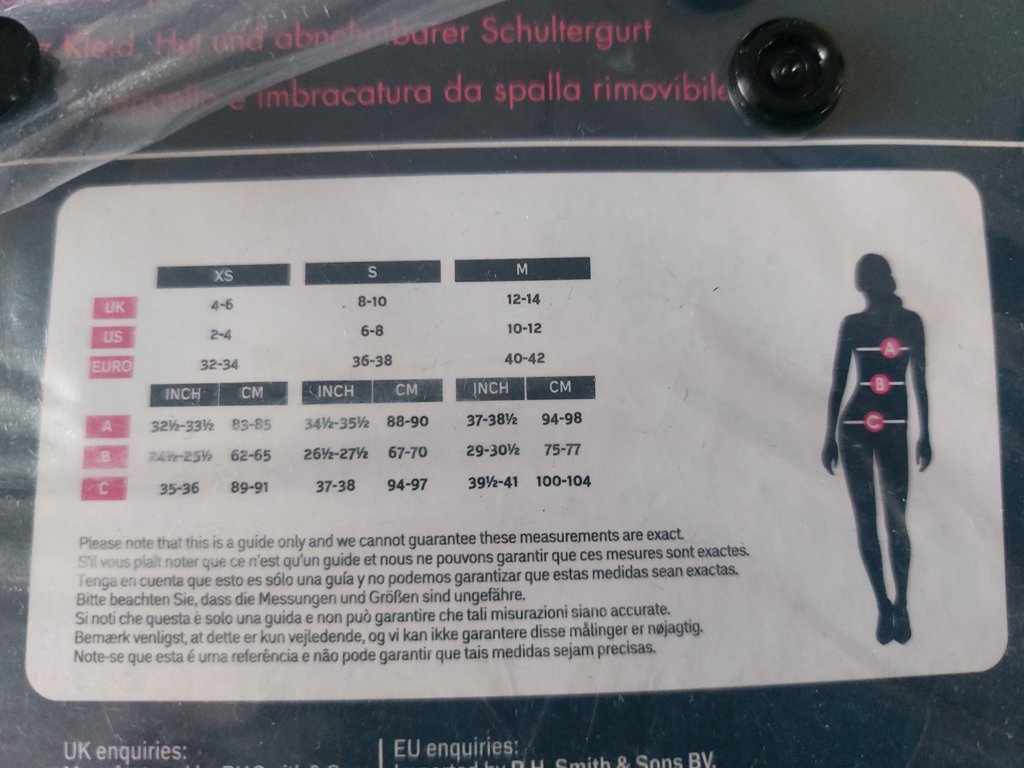 Kleid, Hut und abnehmbarer Schultergurt
e imbracatura da spalla rimovibile
XS S M
UK 4-6 8-10 12-14
US 2-4 6-8 10-12
EURO 32-34 36-38 40-42
INCH CM INCH CM INCH CM
A 32½-33½ 83-85 34½-35½ 88-90 37-38½ 94-98 A
B 24½-25½ 62-65 26½-27½ 67-70 29-30½ 75-77 B
C 35-36 89-91 37-38 94-97 39½-41 100-104 C
Please note that this is a guide only and we cannot guarantee these measurements are exact.
S'il vous plaît noter que ce n'est qu'un guide et nous ne pouvons garantir que ces mesures sont exactes.
Tenga en cuenta que esto es sólo una guía y no podemos garantizar que estas medidas sean exactas.
Bitte beachten Sie, dass die Messungen und Größen sind ungefähre.
Si noti che questa è solo una guida e non può garantire che tali misurazioni siano accurate.
Bemærk venligst, at dette er kun vejledende, og vi kan ikke garantere disse målinger er nøjagtig.
Note-se que esta é uma referência e não pode garantir que tais medidas sejam precisas.
UK enquiries: EU enquiries:
Smith & Sons BV.